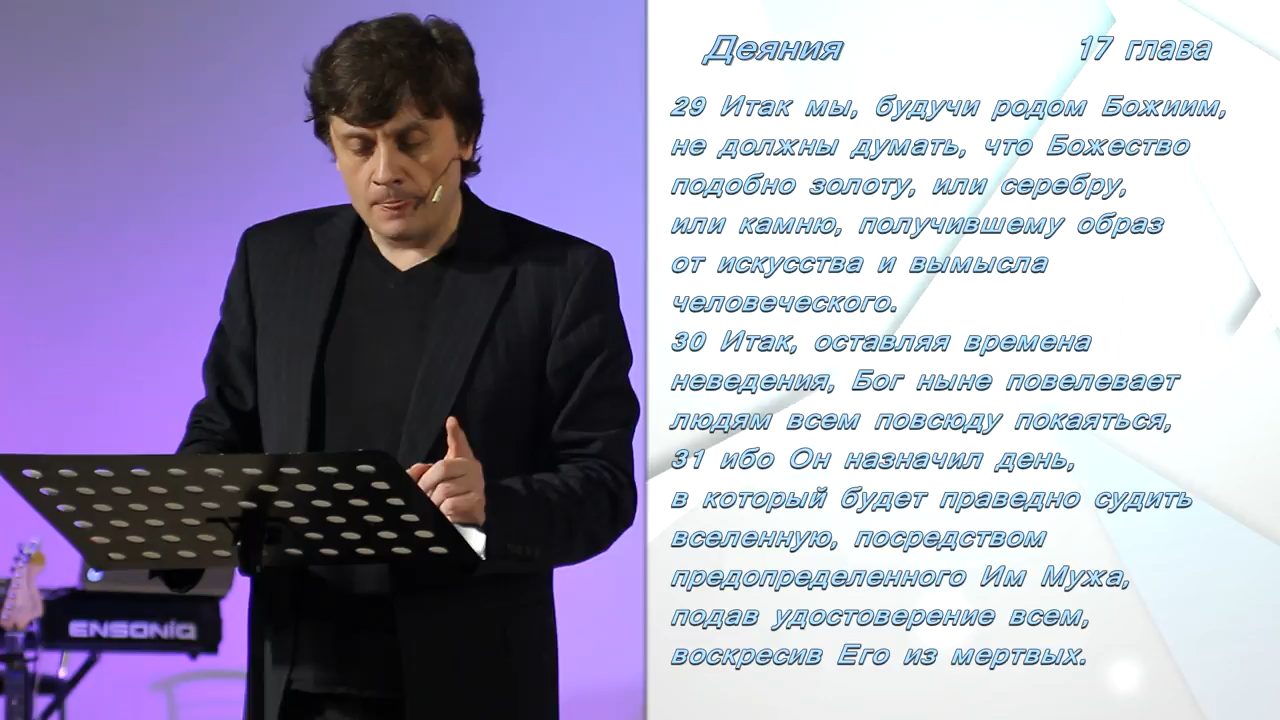 Деяния 17 глава
29 Итак мы, будучи родом Божиим,
не должны думать, что Божество
подобно золоту, или серебру,
или камню, получившему образ
от искусства и вымысла
человеческого.
30 Итак, оставляя времена
неведения, Бог ныне повелевает
людям всем повсюду покаяться,
31 ибо Он назначил день,
в который будет праведно судить
вселенную, посредством
предопределенного Им Мужа,
подав удостоверение всем,
воскресив Его из мертвых.
ENSONIQ